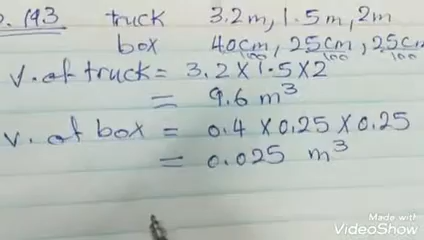 p. 193 truck 3.2m, 1.5m, 2m
box 40cm, 25cm, 25cm
100 100 100
V. of truck = 3.2 × 1.5 × 2
= 9.6 m³
V. of box = 0.4 × 0.25 × 0.25
= 0.025 m³
Made with
VideoShow